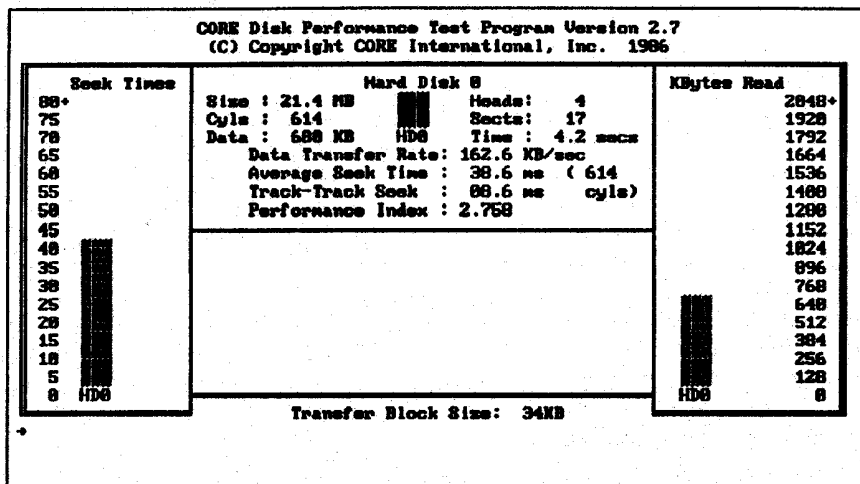 CORE Disk Performance Test Program Version 2.7
(C) Copyright CORE International, Inc. 1986
Seek Times
80+
75
70
65
60
55
50
45
40
35
30
25
20
15
10
5
0 HD0
Hard Disk 0
Size : 21.4 MB Heads: 4
Cyls : 614 Sects: 17
Data : 680 KB HD0 Time : 4.2 secs
Data Transfer Rate: 162.6 KB/sec
Average Seek Time : 38.6 ms ( 614
Track-Track Seek : 08.6 ms cyls)
Performance Index : 2.758
KBytes Read
2048+
1920
1792
1664
1536
1408
1280
1152
1024
896
768
640
512
384
256
128
HD0 0
Transfer Block Size: 34KB